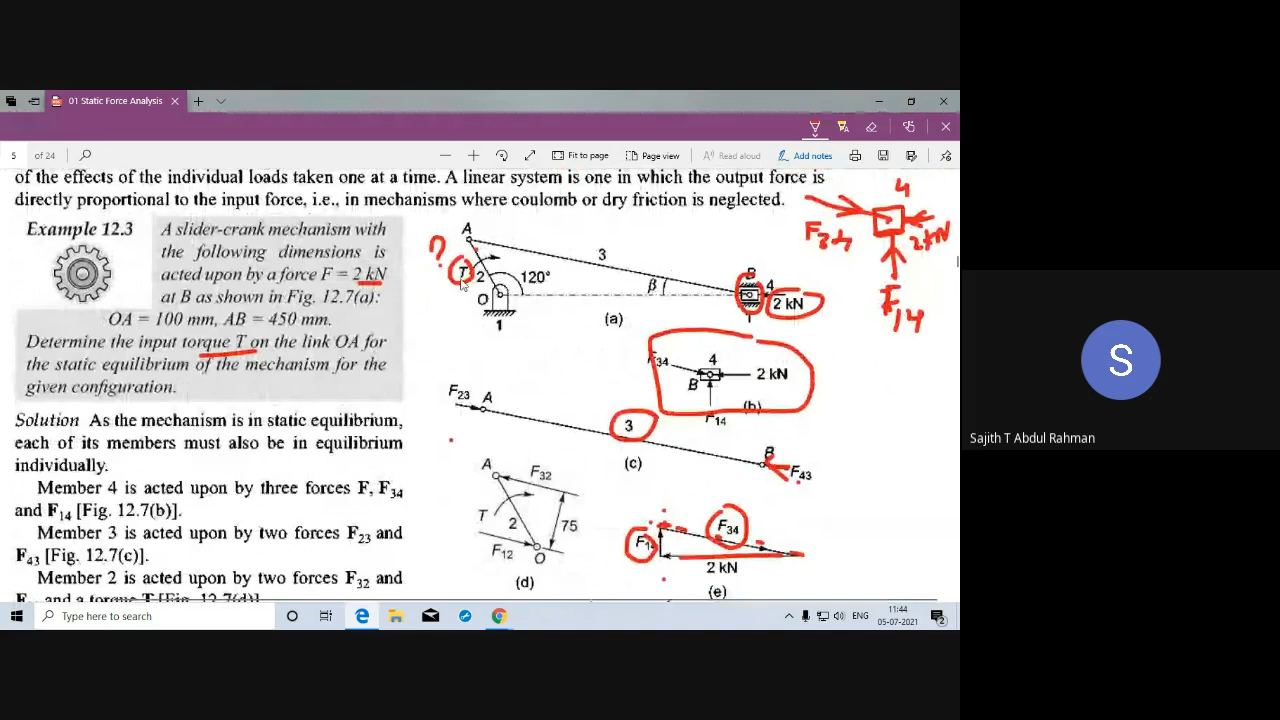 01 Static Force Analysis
5 of 24
Fit to page
Page view
Read aloud
Add notes
of the effects of the individual loads taken one at a time. A linear system is one in which the output force is
directly proportional to the input force, i.e., in mechanisms where coulomb or dry friction is neglected.
Example 12.3
A slider-crank mechanism with
the following dimensions is
acted upon by a force F = 2 kN
at B as shown in Fig. 12.7(a):
OA = 100 mm, AB = 450 mm.
Determine the input torque T on the link OA for
the static equilibrium of the mechanism for the
given configuration.
Solution As the mechanism is in static equilibrium,
each of its members must also be in equilibrium
individually.
Member 4 is acted upon by three forces F, F34
and F14 [Fig. 12.7(b)].
Member 3 is acted upon by two forces F23 and
F43 [Fig. 12.7(c)].
Member 2 is acted upon by two forces F32 and
and a torque T [Fig. 12.7(d)]
A
?
T
2
120°
O
1
3
β
B
4
2 kN
(a)
4
F34
2kN
F14
F34
4
B
2 kN
F14
(b)
F23
A
3
B
F43
(c)
A
F32
T
2
75
F12
O
(d)
F14
F34
2 kN
(e)
S
Sajith T Abdul Rahman
Type here to search
ENG
11:44
05-07-2021
2